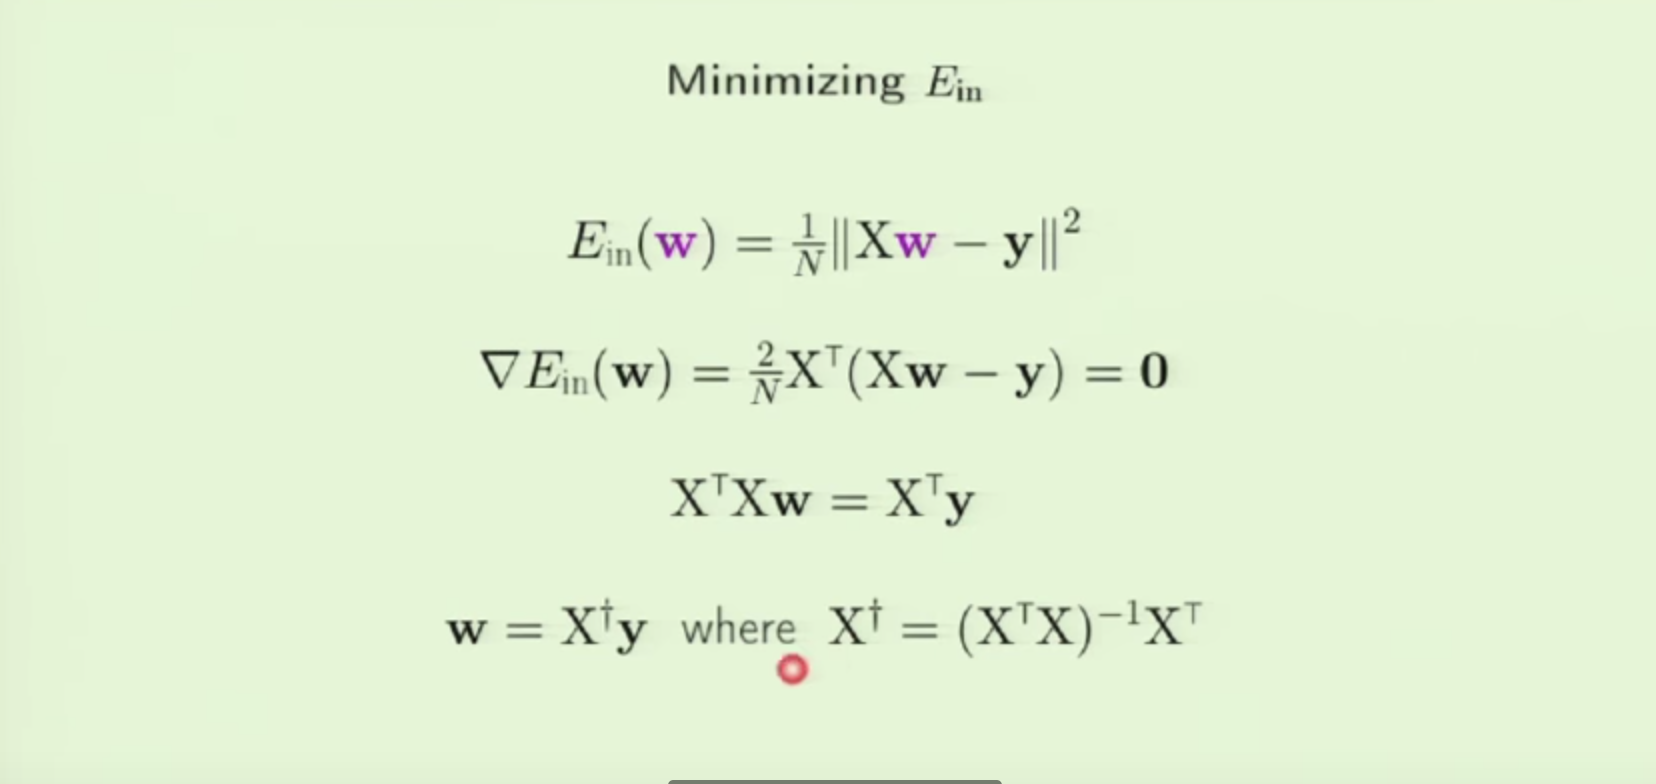 Minimizing E_in
E_in(w) = 1/N ‖Xw − y‖²
∇E_in(w) = 2/N Xᵀ(Xw − y) = 0
XᵀXw = Xᵀy
w = X†y where X† = (XᵀX)⁻¹Xᵀ